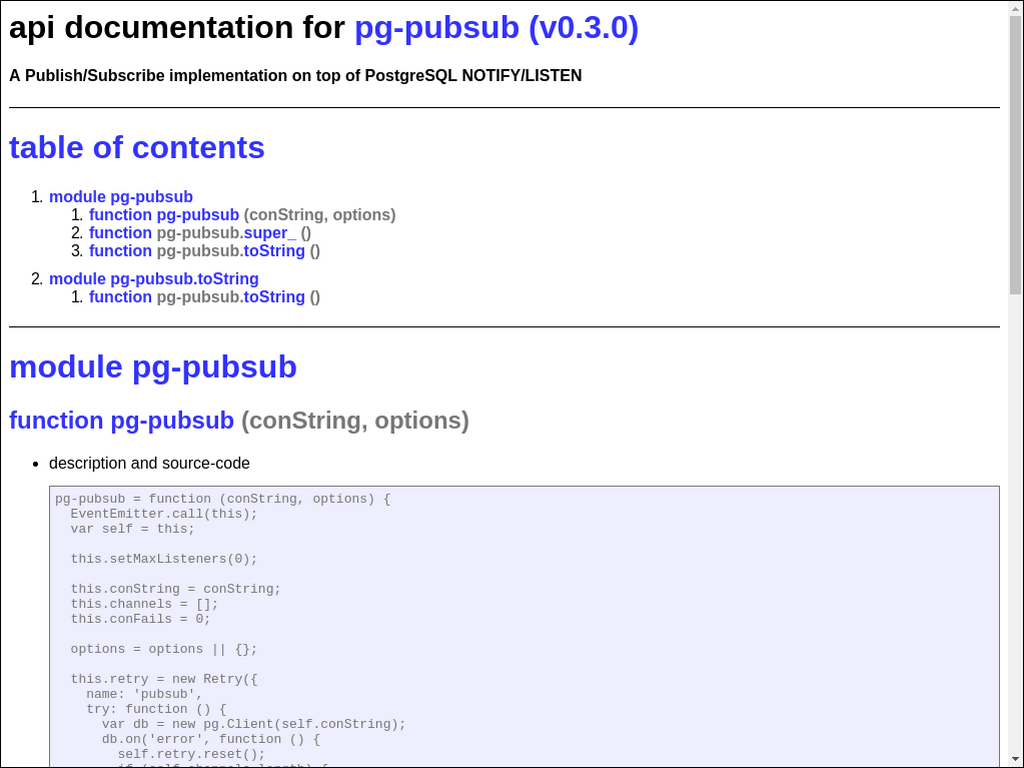 api documentation for pg-pubsub (v0.3.0)
A Publish/Subscribe implementation on top of PostgreSQL NOTIFY/LISTEN
table of contents
1. module pg-pubsub
1. function pg-pubsub (conString, options)
2. function pg-pubsub.super_ ()
3. function pg-pubsub.toString ()
2. module pg-pubsub.toString
1. function pg-pubsub.toString ()
module pg-pubsub
function pg-pubsub (conString, options)
• description and source-code
pg-pubsub = function (conString, options) {
  EventEmitter.call(this);
  var self = this;
  this.setMaxListeners(0);
  this.conString = conString;
  this.channels = [];
  this.conFails = 0;
  options = options || {};
  this.retry = new Retry({
    name: 'pubsub',
    try: function () {
      var db = new pg.Client(self.conString);
      db.on('error', function () {
        self.retry.reset();
        if (self.channels.length) {